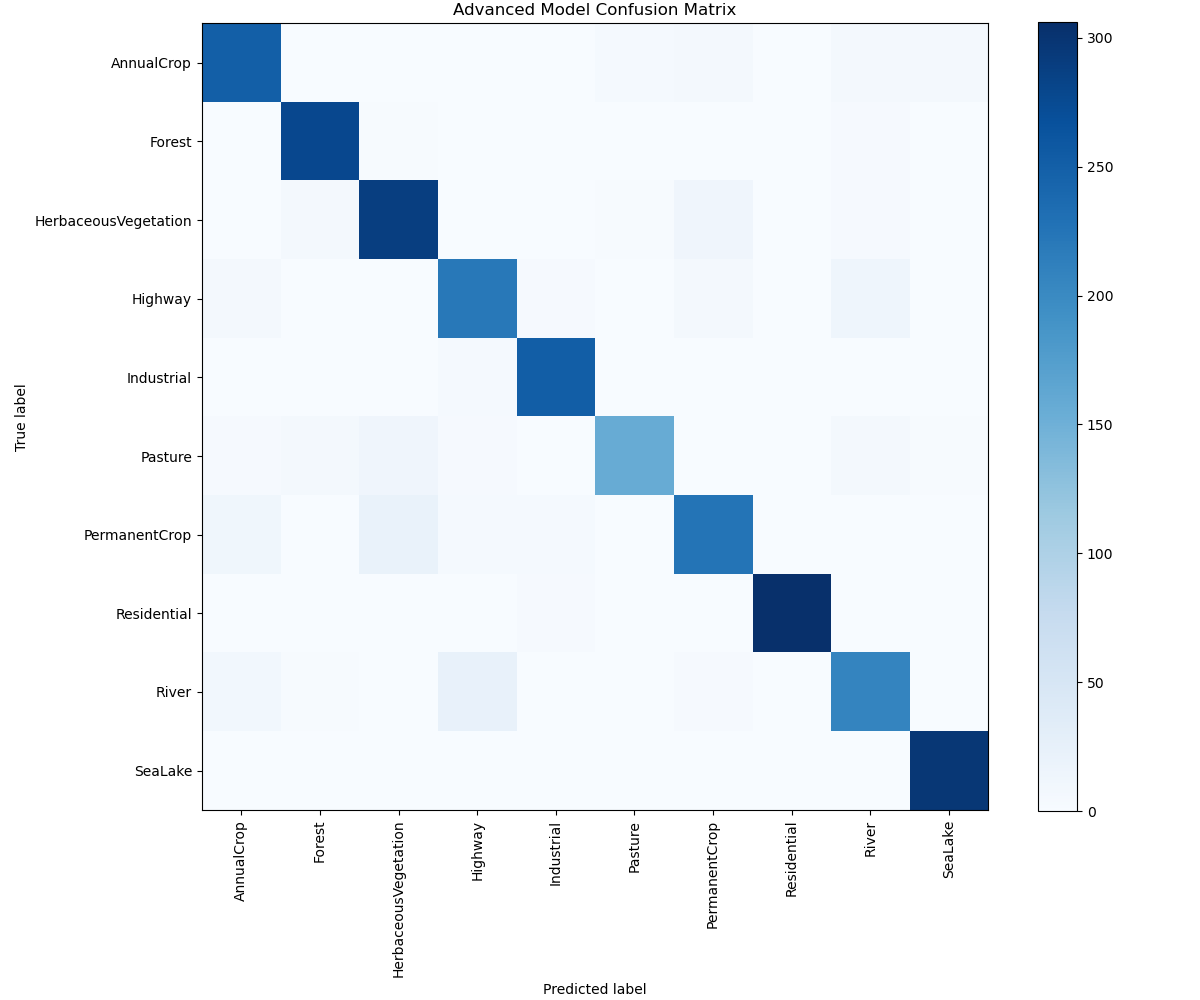 Advanced Model Confusion Matrix
True label
AnnualCrop
Forest
HerbaceousVegetation
Highway
Industrial
Pasture
PermanentCrop
Residential
River
SeaLake
AnnualCrop
Forest
HerbaceousVegetation
Highway
Industrial
Pasture
PermanentCrop
Residential
River
SeaLake
Predicted label
300
250
200
150
100
50
0